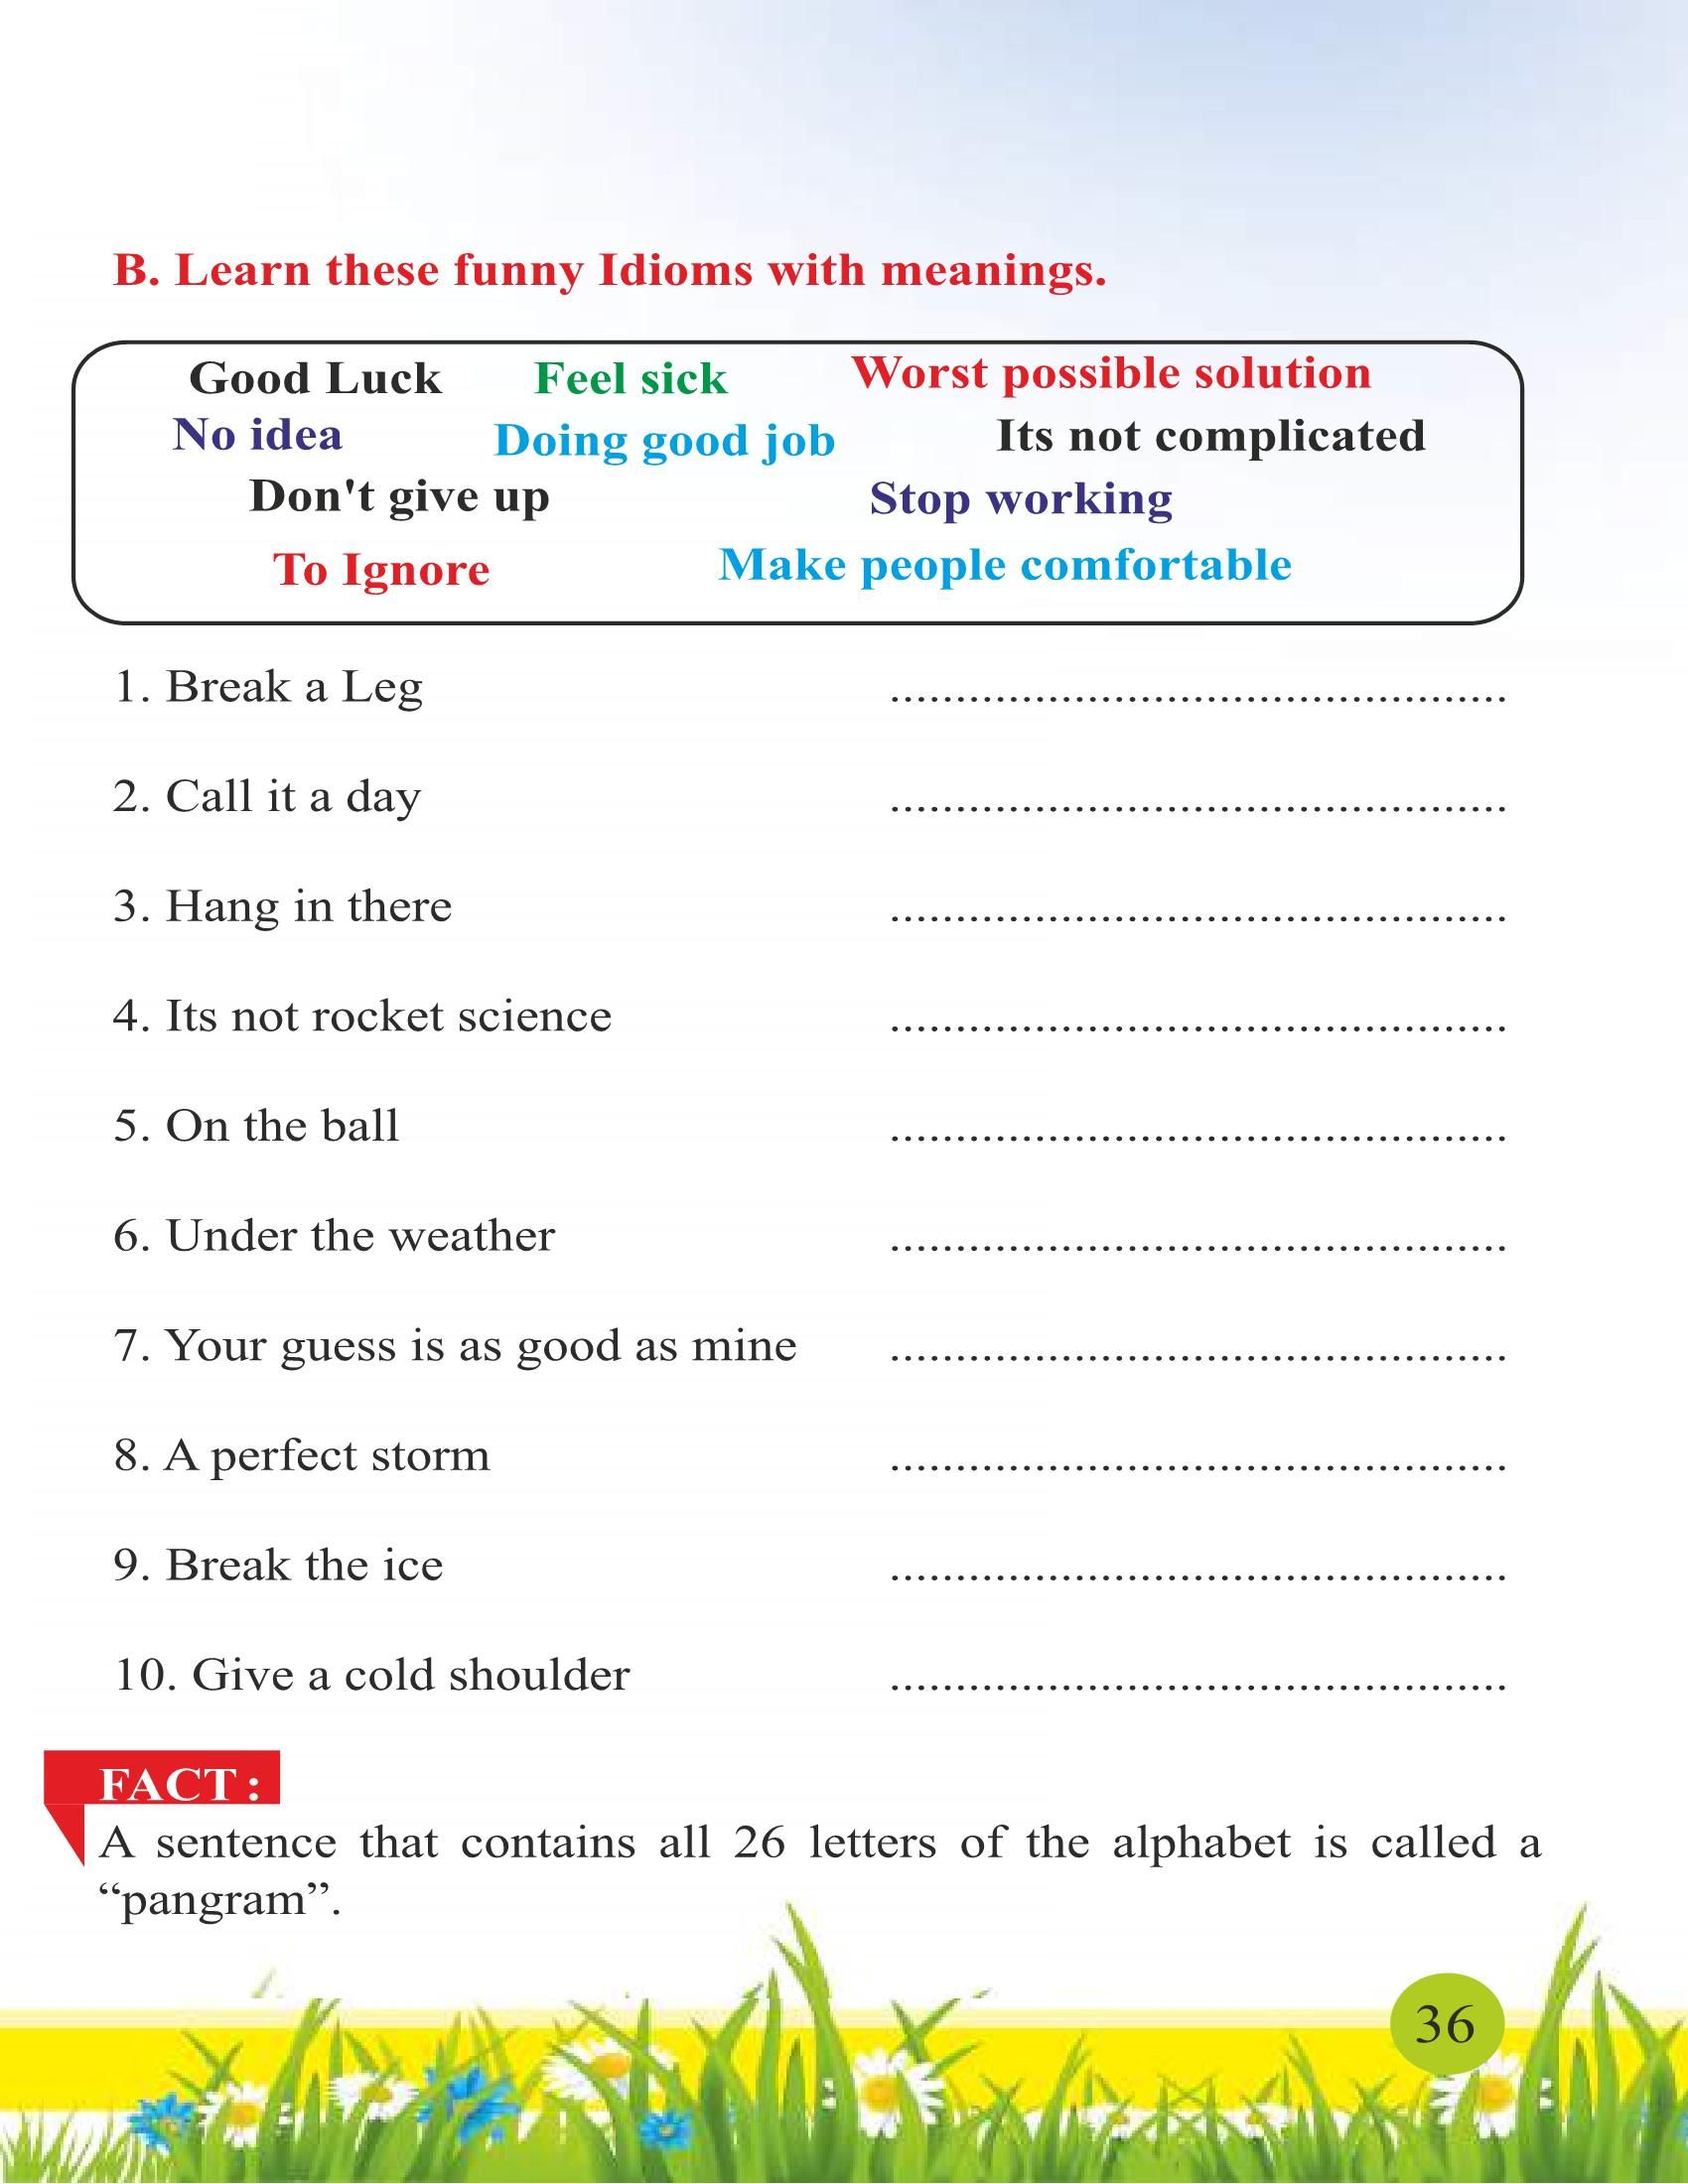 B. Learn these funny Idioms with meanings.
Good Luck Feel sick Worst possible solution
No idea Doing good job Its not complicated
Don't give up Stop working
To Ignore Make people comfortable
1. Break a Leg ...............................................
2. Call it a day ...............................................
3. Hang in there ...............................................
4. Its not rocket science ...............................................
5. On the ball ...............................................
6. Under the weather ...............................................
7. Your guess is as good as mine ...............................................
8. A perfect storm ...............................................
9. Break the ice ...............................................
10. Give a cold shoulder ...............................................
FACT :
A sentence that contains all 26 letters of the alphabet is called a
“pangram”.
36